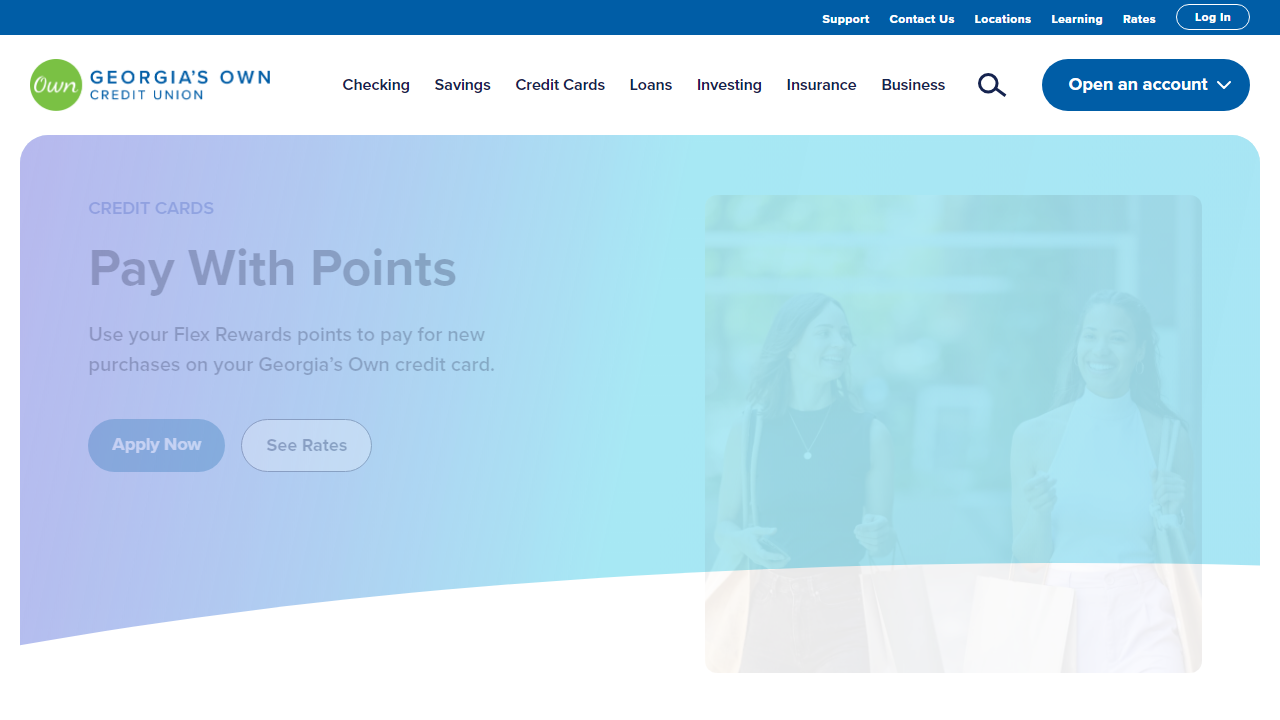 Support Contact Us Locations Learning Rates Log In
Own GEORGIA'S OWN
CREDIT UNION
Checking Savings Credit Cards Loans Investing Insurance Business Open an account
CREDIT CARDS
Pay With Points
Use your Flex Rewards points to pay for new
purchases on your Georgia’s Own credit card.
Apply Now See Rates